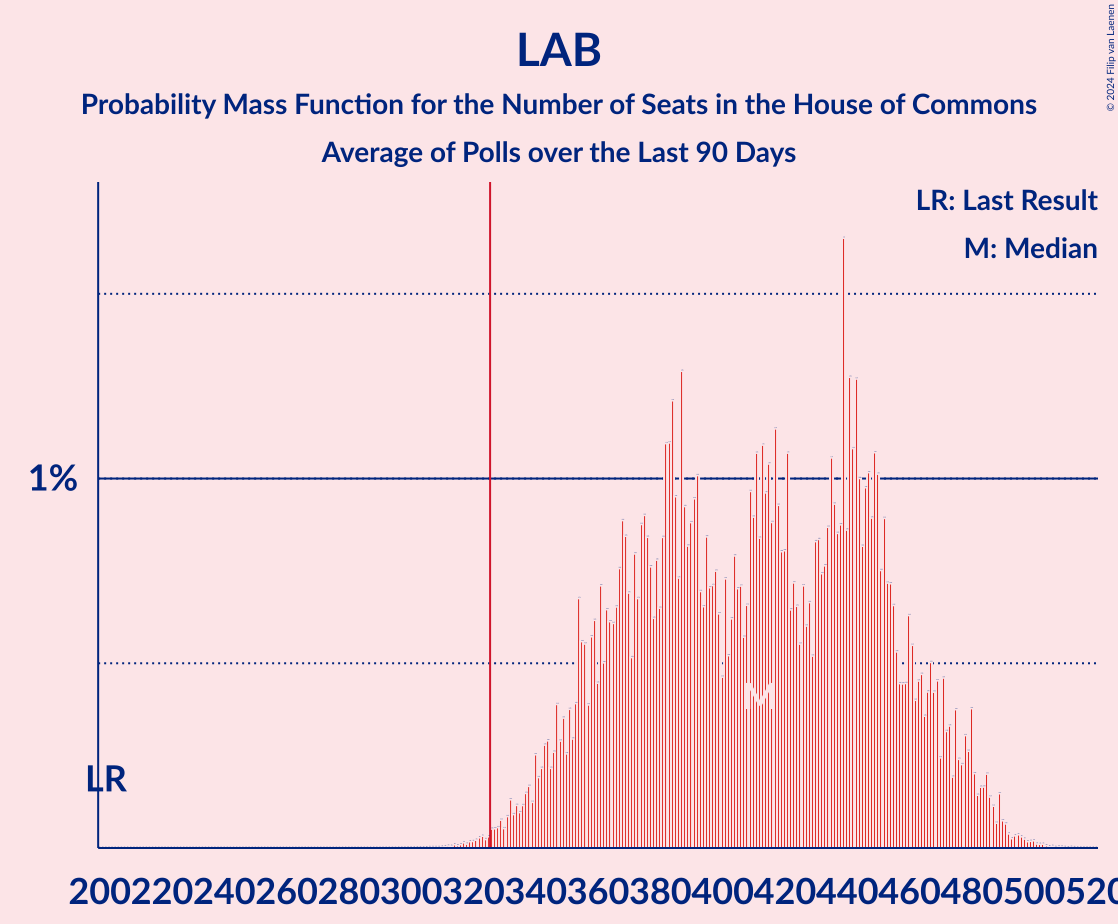 LAB
Probability Mass Function for the Number of Seats in the House of Commons
Average of Polls over the Last 90 Days
© 2024 Filip van Laenen
LR: Last Result
M: Median
1%
M
LR
200220240260280300320340360380400420440460480500520